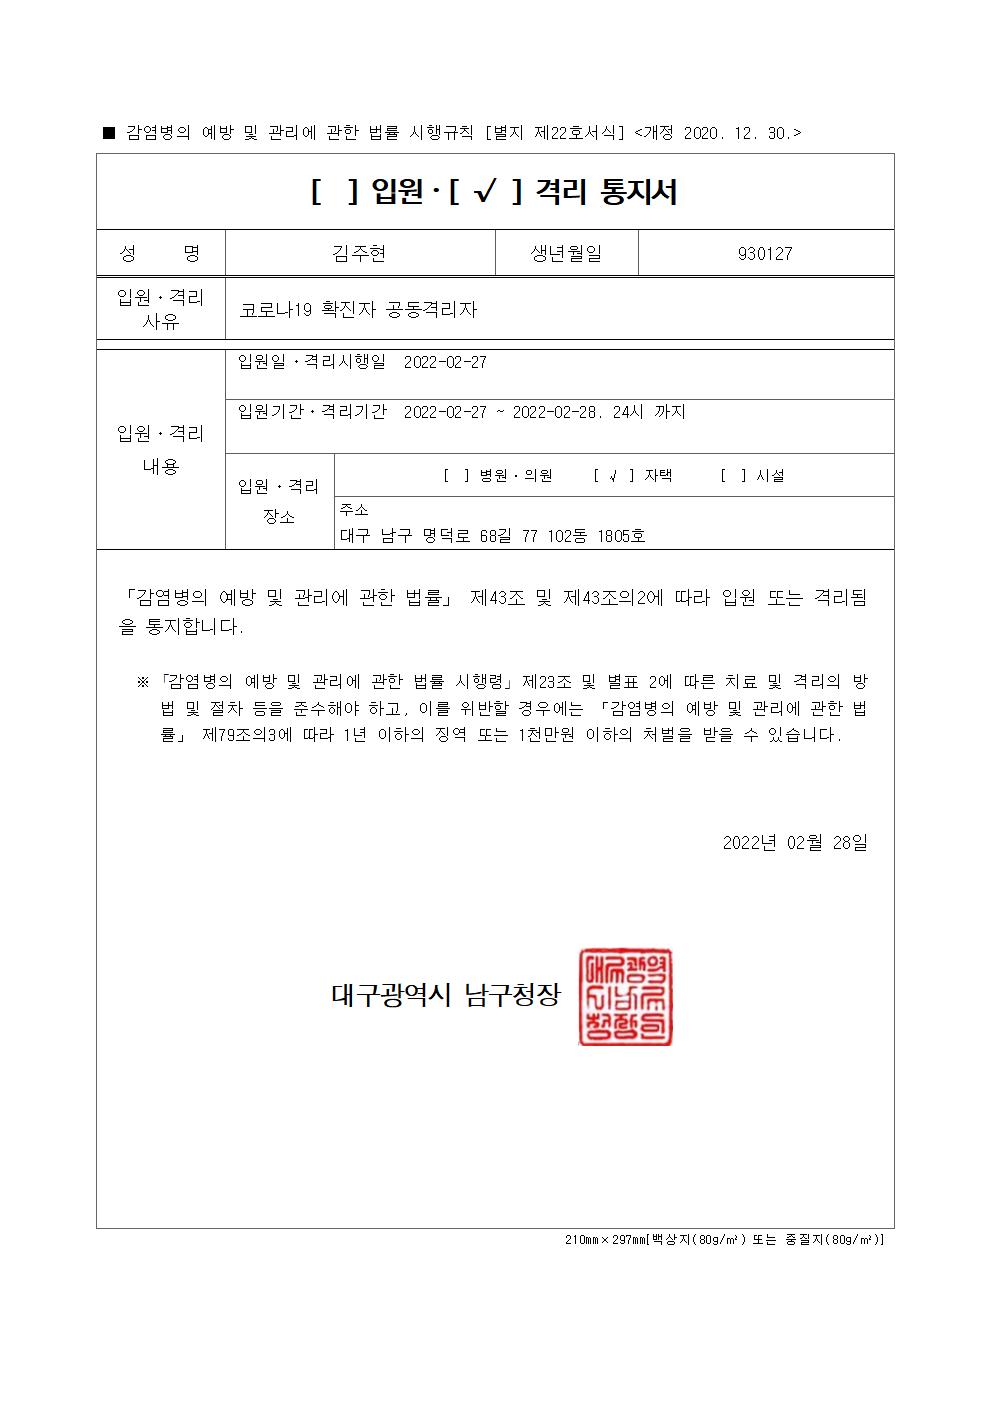 ■ 감염병의 예방 및 관리에 관한 법률 시행규칙 [별지 제22호서식] <개정 2020. 12. 30.>
[ ] 입원·[ √ ] 격리 통지서
성 명 김주현 생년월일 930127
입원·격리
사유
코로나19 확진자 공동격리자
입원일·격리시행일 2022-02-27
입원기간·격리기간 2022-02-27 ~ 2022-02-28. 24시 까지
입원·격리
내용
입원·격리
장소
[ ] 병원·의원 [ √ ] 자택 [ ] 시설
주소
대구 남구 명덕로 68길 77 102동 1805호
「감염병의 예방 및 관리에 관한 법률」 제43조 및 제43조의2에 따라 입원 또는 격리됨
을 통지합니다.
※ 「감염병의 예방 및 관리에 관한 법률 시행령」제23조 및 별표 2에 따른 치료 및 격리의 방
법 및 절차 등을 준수해야 하고, 이를 위반할 경우에는 「감염병의 예방 및 관리에 관한 법
률」 제79조의3에 따라 1년 이하의 징역 또는 1천만원 이하의 처벌을 받을 수 있습니다.
2022년 02월 28일
대구광역시 남구청장
210mm×297mm[백상지(80g/㎡) 또는 중질지(80g/㎡)]